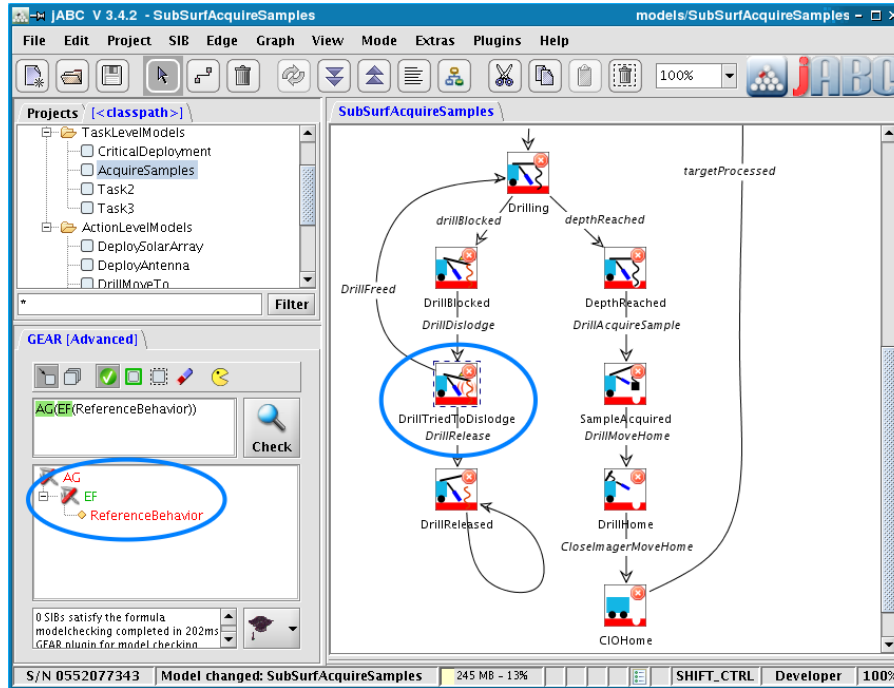 jABC V 3.4.2 - SubSurfAcquireSamples models/SubSurfAcquireSamples
File Edit Project SIB Edge Graph View Mode Extras Plugins Help
100%
jABC
Projects [<classpath>]
TaskLevelModels
CriticalDeployment
AcquireSamples
Task2
Task3
ActionLevelModels
DeploySolarArray
DeployAntenna
DrillMoveTo
*
Filter
GEAR [Advanced]
AG(EF(ReferenceBehavior))
Check
AG
EF
ReferenceBehavior
0 SIBs satisfy the formula
modelchecking completed in 202ms
GEAR plugin for model checking
SubSurfAcquireSamples
targetProcessed
Drilling
drillBlocked
depthReached
DrillFreed
DrillBlocked
DepthReached
DrillDislodge
DrillAcquireSample
DrillTriedToDislodge
SampleAcquired
DrillRelease
DrillMoveHome
DrillReleased
DrillHome
CloseImagerMoveHome
CIOHome
S/N 0552077343 Model changed: SubSurfAcquireSamples 245 MB - 13% SHIFT_CTRL Developer 100%